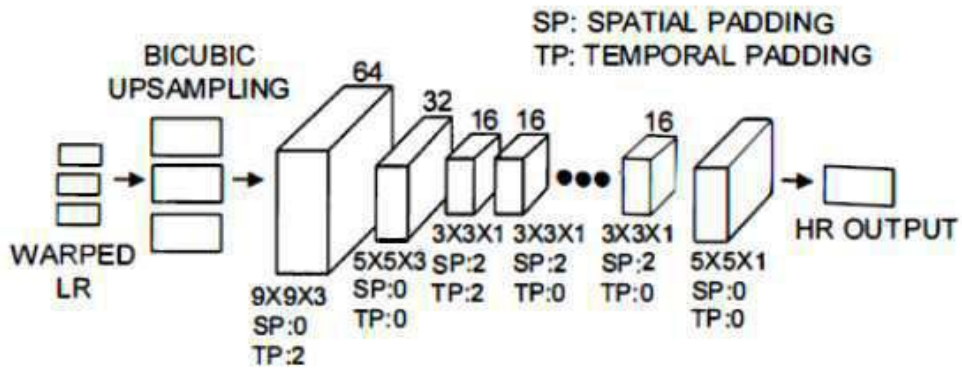 SP: SPATIAL PADDING
TP: TEMPORAL PADDING
BICUBIC
UPSAMPLING
64
32
16
16
16
WARPED
LR
9X9X3
SP:0
TP:2
5X5X3
SP:0
TP:0
3X3X1
SP:2
TP:2
3X3X1
SP:2
TP:0
3X3X1
SP:2
TP:0
5X5X1
SP:0
TP:0
HR OUTPUT